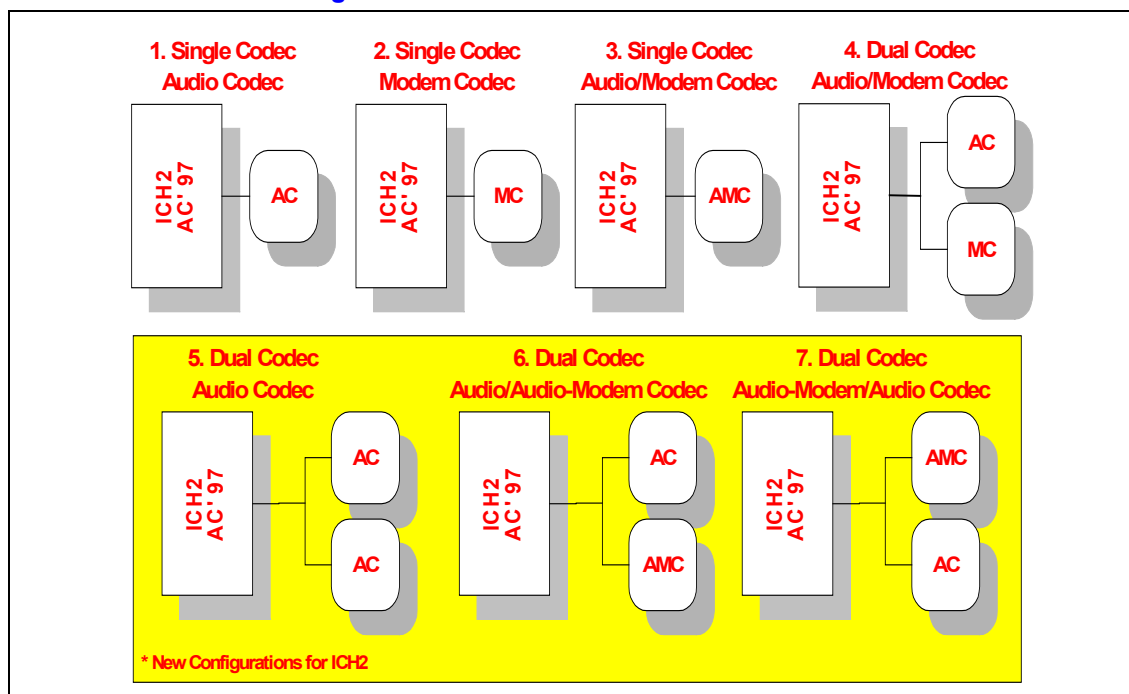 1. Single Codec
Audio Codec
2. Single Codec
Modem Codec
3. Single Codec
Audio/Modem Codec
4. Dual Codec
Audio/Modem Codec
ICH2
AC' 97
AC
ICH2
AC' 97
MC
ICH2
AC' 97
AMC
ICH2
AC' 97
AC
MC
5. Dual Codec
Audio Codec
6. Dual Codec
Audio/Audio-Modem Codec
7. Dual Codec
Audio-Modem/Audio Codec
ICH2
AC' 97
AC
AC
ICH2
AC' 97
AC
AMC
ICH2
AC' 97
AMC
AC
* New Configurations for ICH2